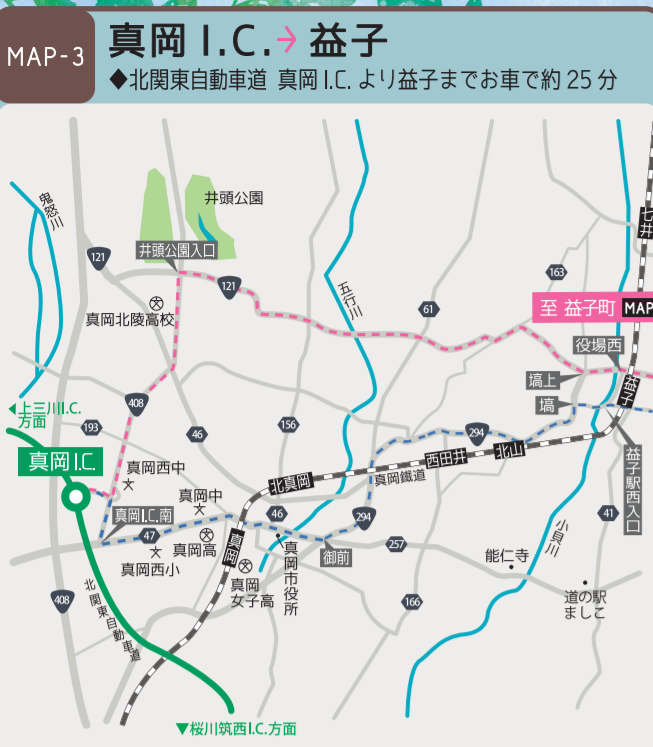 MAP-3
真岡 I.C.→ 益子
◆北関東自動車道 真岡I.C. より益子までお車で約 25 分
鬼怒川
井頭公園
七井
井頭公園入口
121
121
163
真岡北陵高校
五行川
61
至 益子町 MAP
役場西
塙上
益子
◀上三川I.C.
方面
408
塙
193
46
156
294
真岡I.C.
西田井
北山
真岡西中
北真岡
真岡鐵道
益子駅西入口
真岡中
真岡I.C.南
46
294
41
47
小貝川
真岡高
真岡
真岡市役所
257
真岡西小
御前
能仁寺
真岡
女子高
408
北関東自動車道
166
道の駅
ましこ
▼桜川筑西I.C.方面